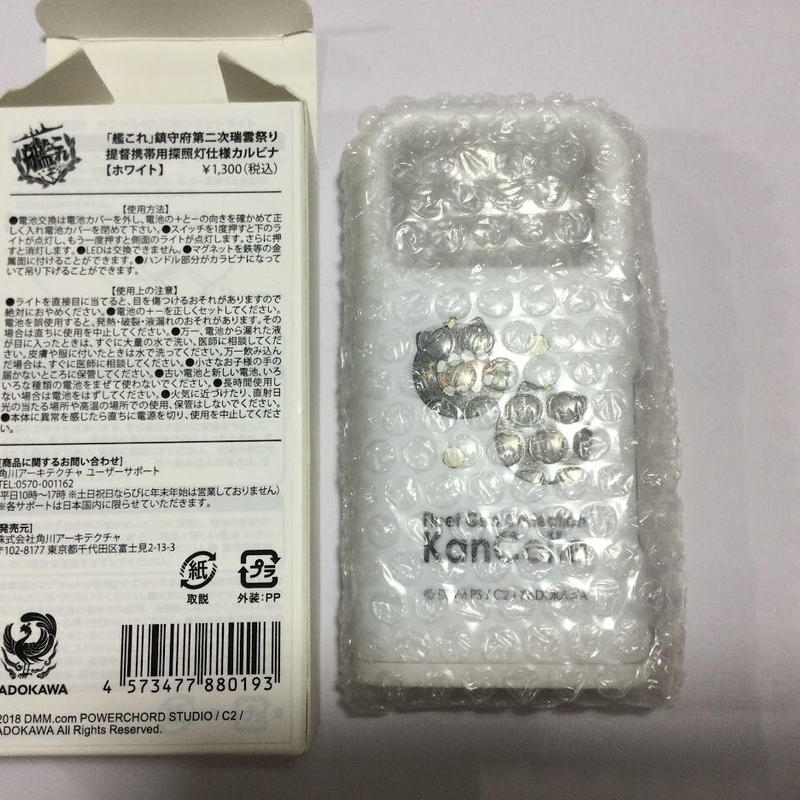 艦これ
「艦これ」鎮守府第二次瑞雲祭り
提督携帯用探照灯仕様カルビナ
【ホワイト】 ¥1,300(税込)
【使用方法】
●電池交換は電池カバーを外し、電池の+と-の向きを確かめて正
しく入れ電池カバーを閉めて下さい。●スイッチを1度押すと下のラ
イトが点灯し、もう一度押すと側面のライトが点灯します。さらに押
すと消灯します。●LEDは交換できません。●マグネットを鉄等の金
属面に付けることができます。●ハンドル部分がカラビナになって
いて吊り下げることができます。
【使用上の注意】
●ライトを直接目に当てると、目を傷つけるおそれがありますので
絶対におやめください。●電池の+-を正しくセットしてください。
電池を誤使用すると、発熱・破裂・液漏れのおそれがあります。その
場合は直ちに使用を中止してください。●万一、電池から漏れた液
が目に入ったときは、すぐに大量の水で洗い、医師に相談してくだ
さい。皮膚や服に付いたときは水で洗ってください。万一飲み込ん
だ場合は、すぐに医師に相談してください。●小さなお子様の手の
届かないところに保管してください。●古い電池と新しい電池、いろ
いろな種類の電池をまぜて使わないでください。●長時間使用し
ない場合は電池をはずしてください。●火気に近づけたり、直射日
光の当たる場所や高温の場所での使用、保管はしないでください。
●本体に異常を感じたら直ちに電源を切り、使用を中止してくださ
い。
[商品に関するお問い合わせ]
角川アーキテクチャ ユーザーサポート
TEL:0570-001162
平日10時～17時 ※土日祝日ならびに年末年始は営業しておりません)
※各サポートは日本国内に限らせていただきます。
発売元]
株式会社角川アーキテクチャ
〒102-8177 東京都千代田区富士見2-13-3
紙 プラ
取説 外装:PP
ADOKAWA
4 573477 880193
2018 DMM.com POWERCHORD STUDIO / C2 /
ADOKAWA All Rights Reserved.
KanColle
© DMM PS / C2 / KADOKAWA